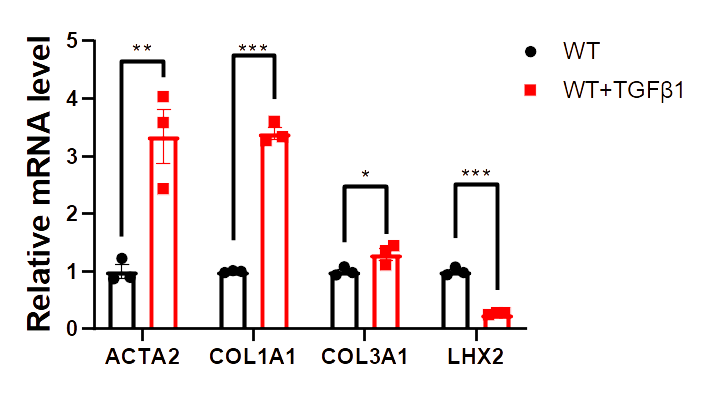 Relative mRNA level
5
4
3
2
1
0
**
***
*
***
ACTA2
COL1A1
COL3A1
LHX2
WT
WT+TGFβ1